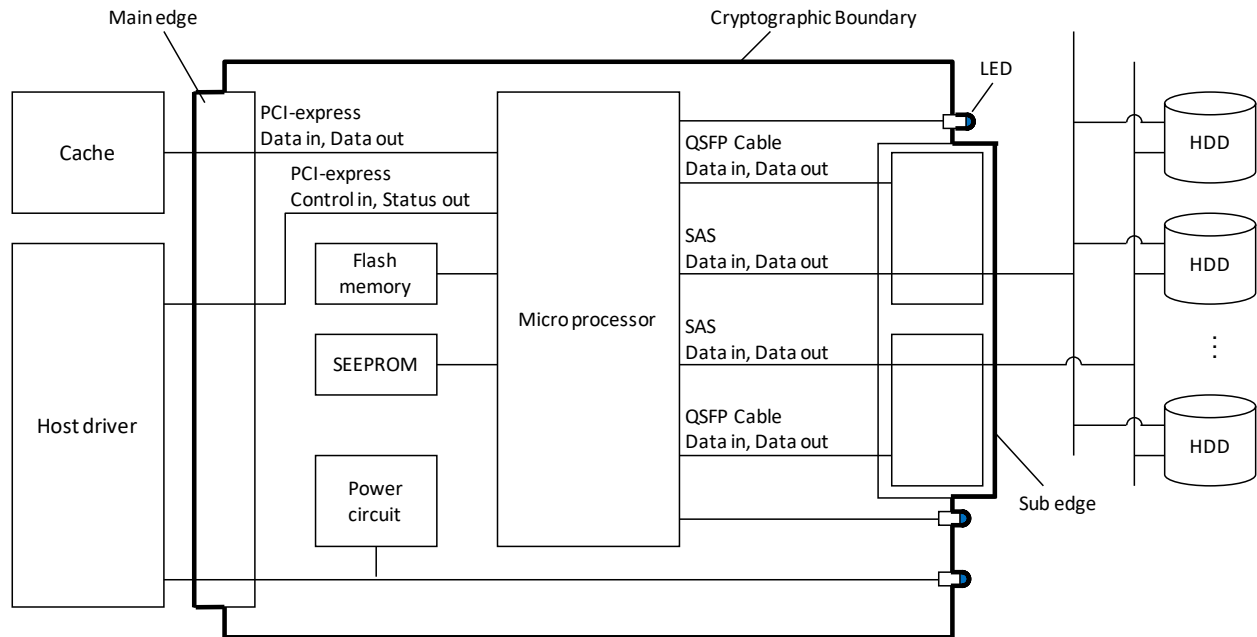 Main edge
Cryptographic Boundary
LED
Cache
PCI-express
Data in, Data out
PCI-express
Control in, Status out
QSFP Cable
Data in, Data out
HDD
Flash
memory
SAS
Data in, Data out
HDD
Micro processor
SEEPROM
SAS
Data in, Data out
⋮
Host driver
QSFP Cable
Data in, Data out
HDD
Power
circuit
Sub edge